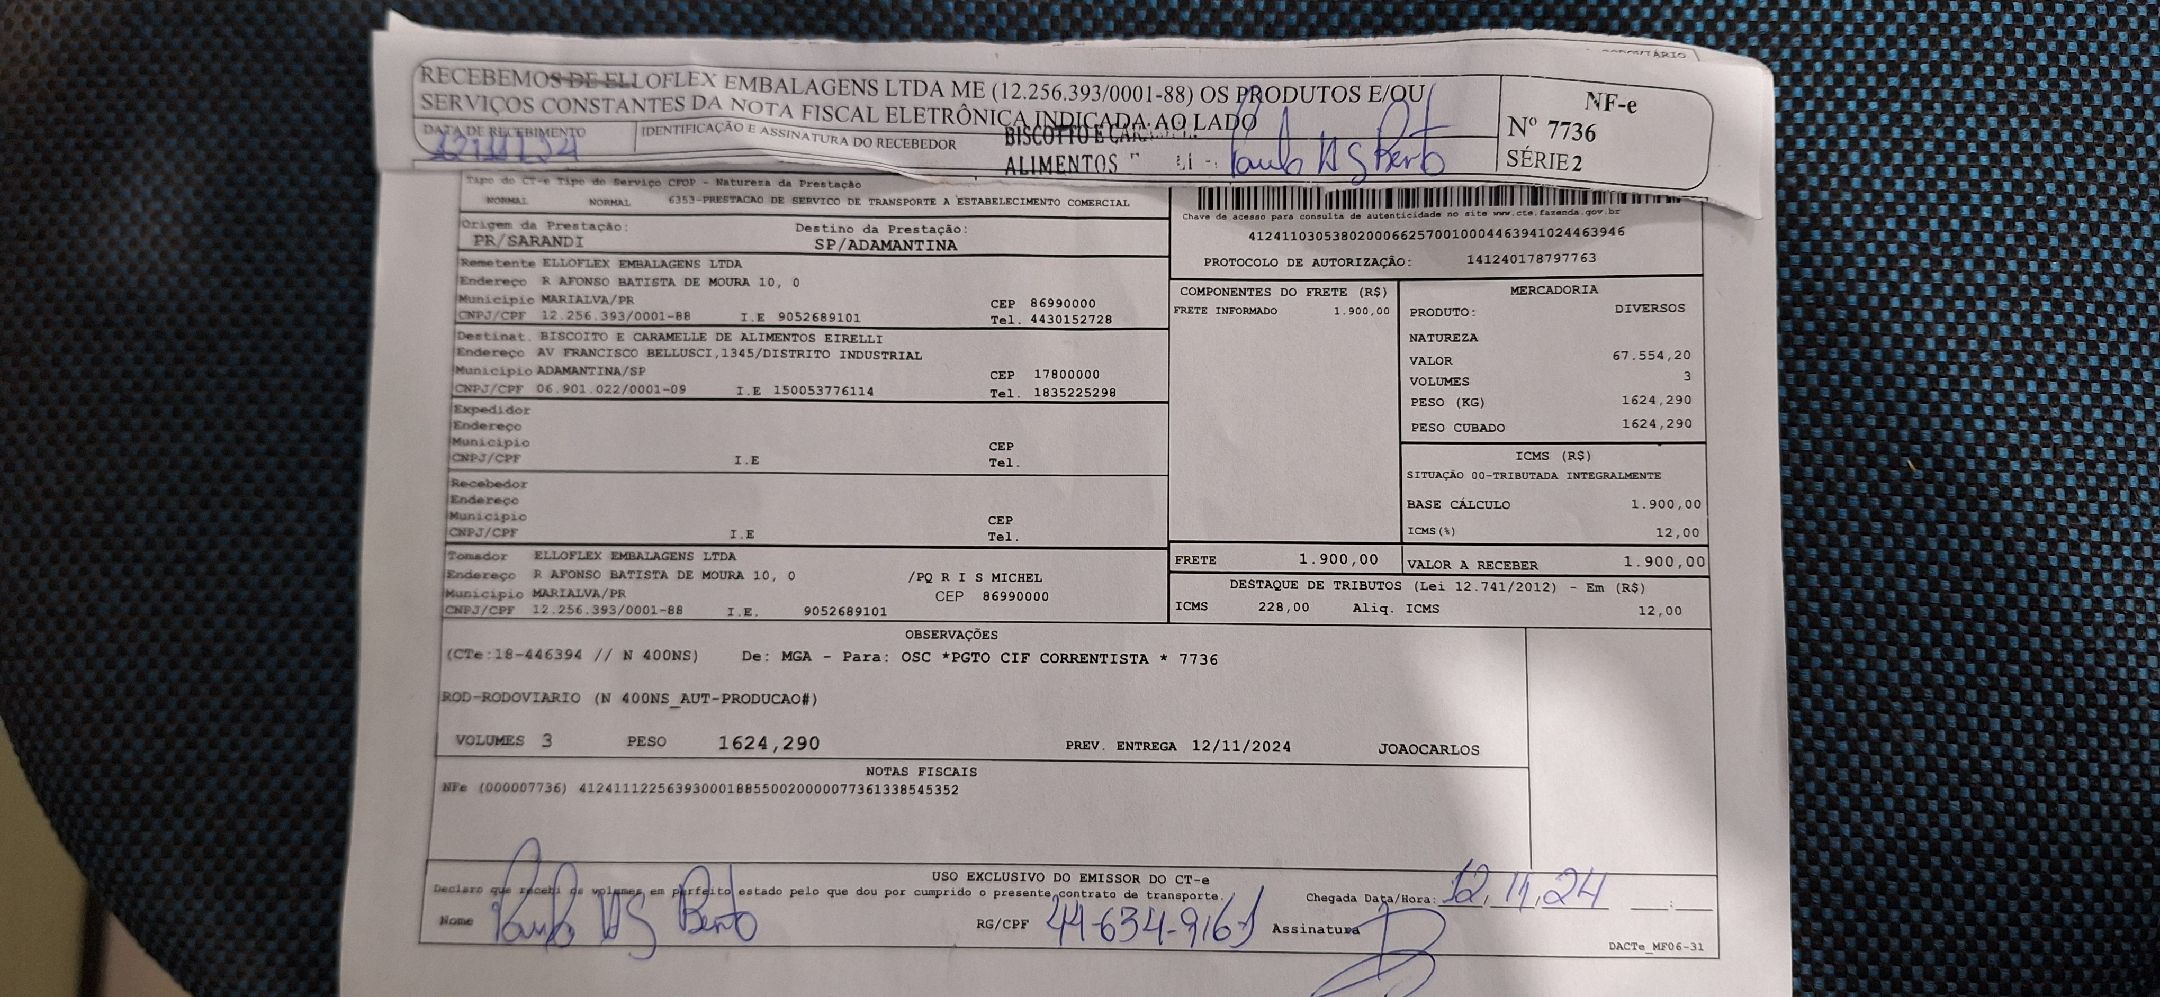 RODOVIÁRIO
RECEBEMOS DE ELLOFLEX EMBALAGENS LTDA ME (12.256.393/0001-88) OS PRODUTOS E/OU
SERVIÇOS CONSTANTES DA NOTA FISCAL ELETRÔNICA INDICADA AO LADO
DATA DE RECEBIMENTO
IDENTIFICAÇÃO E ASSINATURA DO RECEBEDOR
BISCOITO E
ALIMENTOS
Paulo
NF-e
Nº 7736
SÉRIE 2
Tipo do CT-e Tipo do Serviço CFOP - Natureza da Prestação
NORMAL NORMAL 6353-PRESTACAO DE SERVICO DE TRANSPORTE A ESTABELECIMENTO COMERCIAL
Origem da Prestação: Destino da Prestação:
PR/SARANDI SP/ADAMANTINA
Chave de acesso para consulta de autenticidade no site www.cte.fazenda.gov.br
41241103053802000662570010004463941024463946
PROTOCOLO DE AUTORIZAÇÃO: 141240178797763
Remetente ELLOFLEX EMBALAGENS LTDA
Endereço R AFONSO BATISTA DE MOURA 10, 0
Municipio MARIALVA/PR CEP 86990000
CNPJ/CPF 12.256.393/0001-88 I.E 9052689101 Tel. 4430152728
Destinat. BISCOITO E CARAMELLE DE ALIMENTOS EIRELLI
Endereço AV FRANCISCO BELLUSCI,1345/DISTRITO INDUSTRIAL
Municipio ADAMANTINA/SP CEP 17800000
CNPJ/CPF 06.901.022/0001-09 I.E 150053776114 Tel. 1835225298
Expedidor
Endereço
Municipio CEP
CNPJ/CPF I.E Tel.
Recebedor
Endereço
Municipio CEP
CNPJ/CPF I.E Tel.
Tomador ELLOFLEX EMBALAGENS LTDA
Endereço R AFONSO BATISTA DE MOURA 10, 0 /PQ R I S MICHEL
Municipio MARIALVA/PR CEP 86990000
CNPJ/CPF 12.256.393/0001-88 I.E. 9052689101
COMPONENTES DO FRETE (R$)
FRETE INFORMADO 1.900,00
MERCADORIA
PRODUTO: DIVERSOS
NATUREZA
VALOR 67.554,20
VOLUMES 3
PESO (KG) 1624,290
PESO CUBADO 1624,290
ICMS (R$)
SITUAÇÃO 00-TRIBUTADA INTEGRALMENTE
BASE CÁLCULO 1.900,00
ICMS(%) 12,00
FRETE 1.900,00 VALOR A RECEBER 1.900,00
DESTAQUE DE TRIBUTOS (Lei 12.741/2012) - Em (R$)
ICMS 228,00 Aliq. ICMS 12,00
OBSERVAÇÕES
(CTe:18-446394 // N 400NS) De: MGA - Para: OSC *PGTO CIF CORRENTISTA * 7736
ROD-RODOVIARIO (N 400NS_AUT-PRODUCAO#)
VOLUMES 3 PESO 1624,290 PREV. ENTREGA 12/11/2024 JOAOCARLOS
NOTAS FISCAIS
NFe (000007736) 41241112256393000188550020000077361338545352
USO EXCLUSIVO DO EMISSOR DO CT-e
Declaro que recebi os volumes em perfeito estado pelo que dou por cumprido o presente contrato de transporte.
Chegada Data/Hora: 12.11.24 __:__
Nome Paulo RG/CPF Assinatura
DACTe_MF06-31